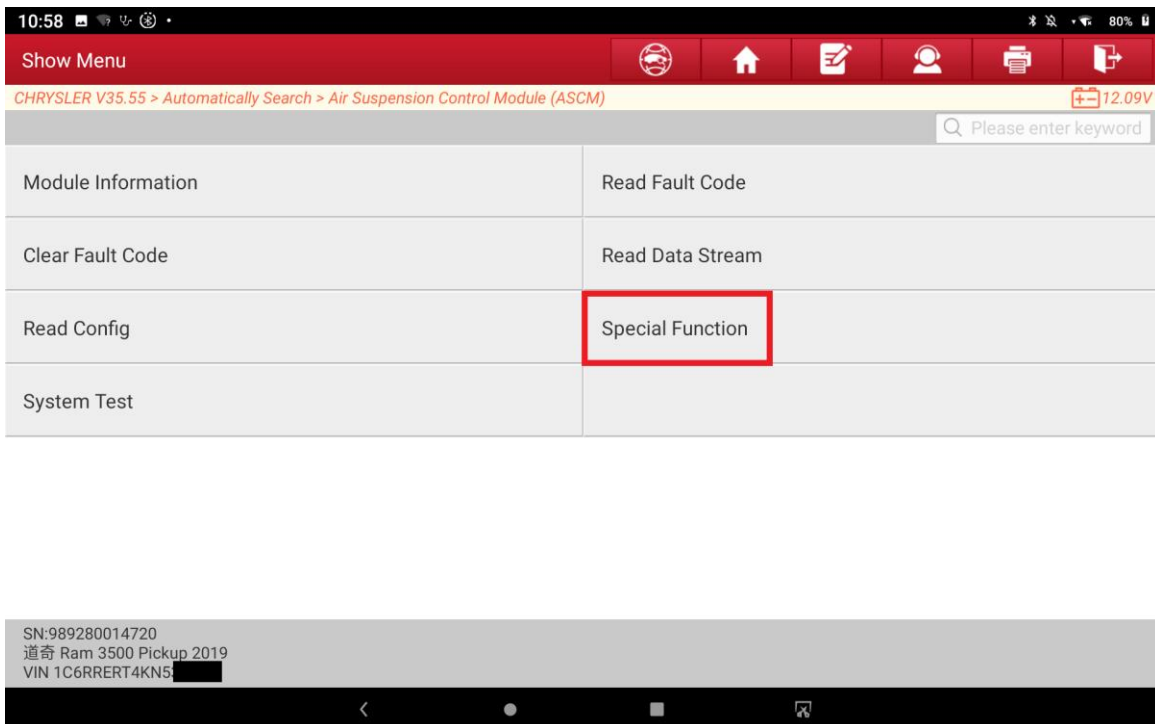 10:58
80%
Show Menu
CHRYSLER V35.55 > Automatically Search > Air Suspension Control Module (ASCM)
12.09V
Please enter keyword
Module Information
Read Fault Code
Clear Fault Code
Read Data Stream
Read Config
Special Function
System Test
SN:989280014720
道奇 Ram 3500 Pickup 2019
VIN 1C6RRERT4KN5